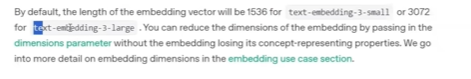 By default, the length of the embedding vector will be 1536 for text-embedding-3-small or 3072
for text-embedding-3-large . You can reduce the dimensions of the embedding by passing in the
dimensions parameter without the embedding losing its concept-representing properties. We go
into more detail on embedding dimensions in the embedding use case section.